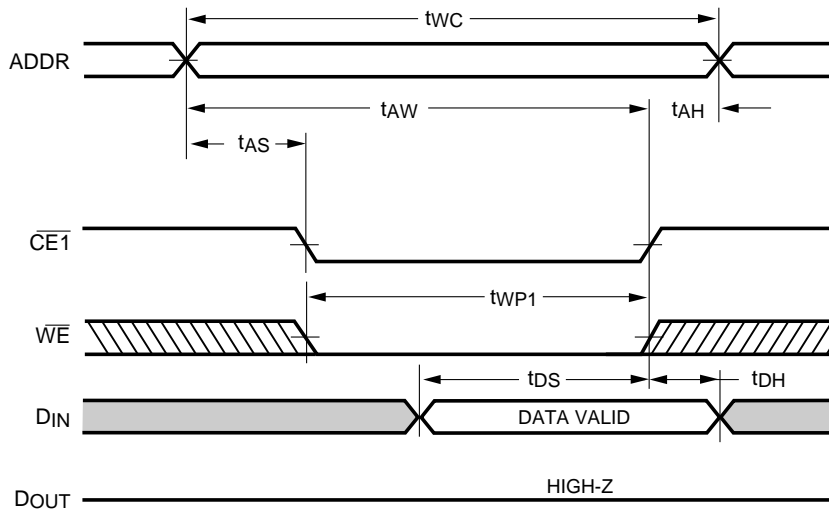 tWC
ADDR
tAW
tAH
tAS
CE1
tWP1
WE
tDS
tDH
DIN
DATA VALID
HIGH-Z
DOUT